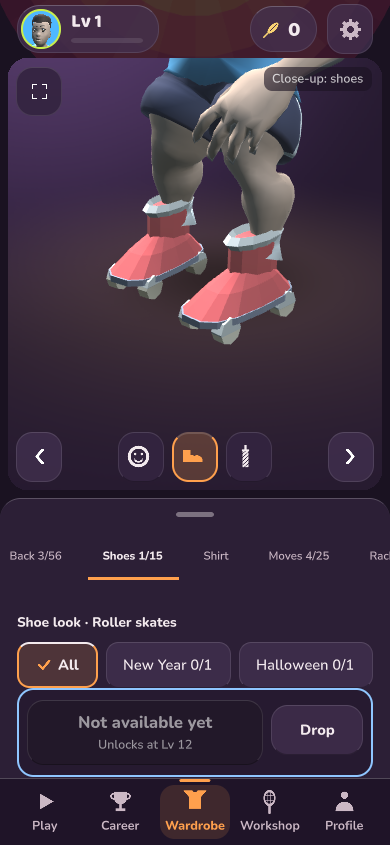 Lv 1
0
Close-up: shoes
Back 3/56
Shoes 1/15
Shirt
Moves 4/25
Shoe look · Roller skates
All
New Year 0/1
Halloween 0/1
Not available yet
Unlocks at Lv 12
Drop
Play
Career
Wardrobe
Workshop
Profile